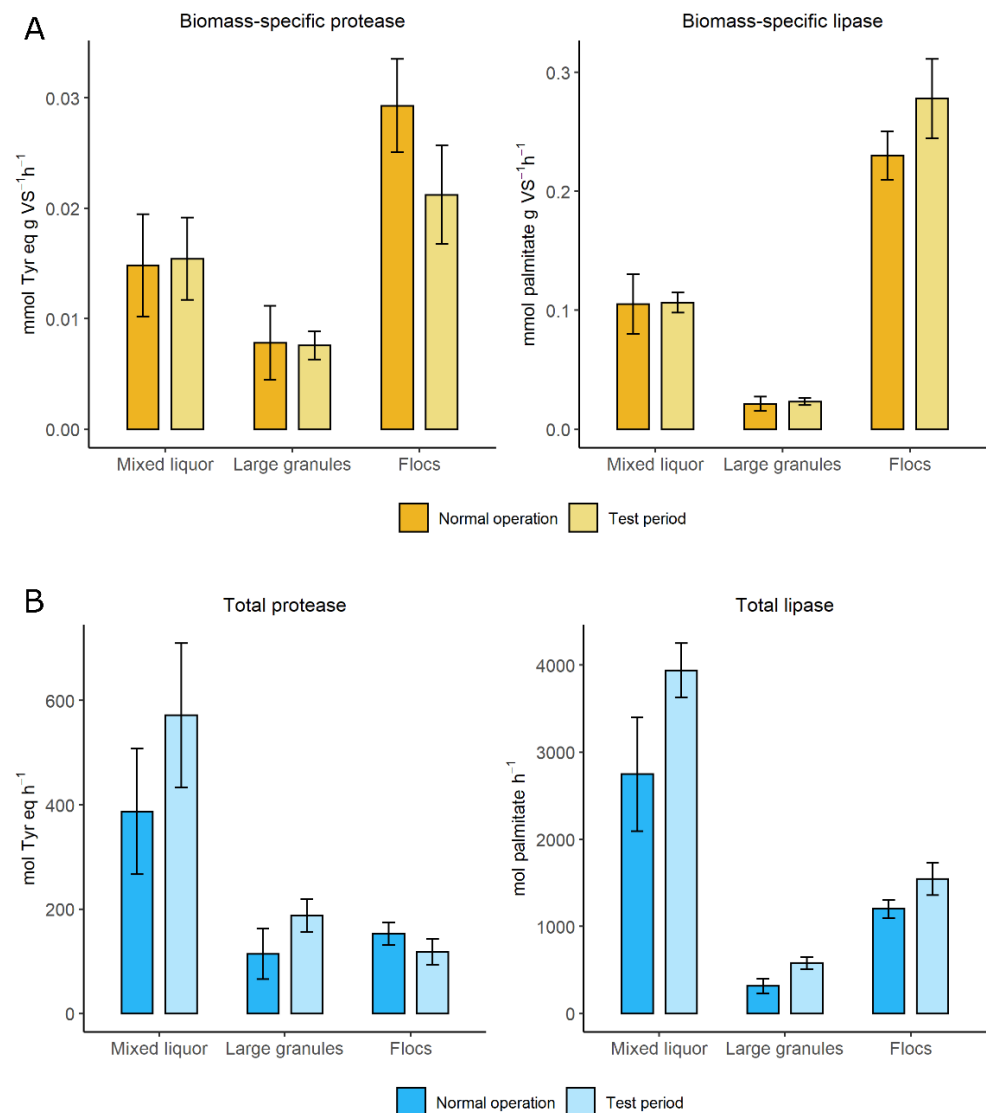 A
Biomass-specific protease
Biomass-specific lipase
mmol Tyr eq g VS⁻¹h⁻¹
0.03
0.02
0.01
0.00
Mixed liquor Large granules Flocs
mmol palmitate g VS⁻¹h⁻¹
0.3
0.2
0.1
0.0
Mixed liquor Large granules Flocs
Normal operation Test period
B
Total protease
Total lipase
mol Tyr eq h⁻¹
600
400
200
0
Mixed liquor Large granules Flocs
mol palmitate h⁻¹
4000
3000
2000
1000
0
Mixed liquor Large granules Flocs
Normal operation Test period